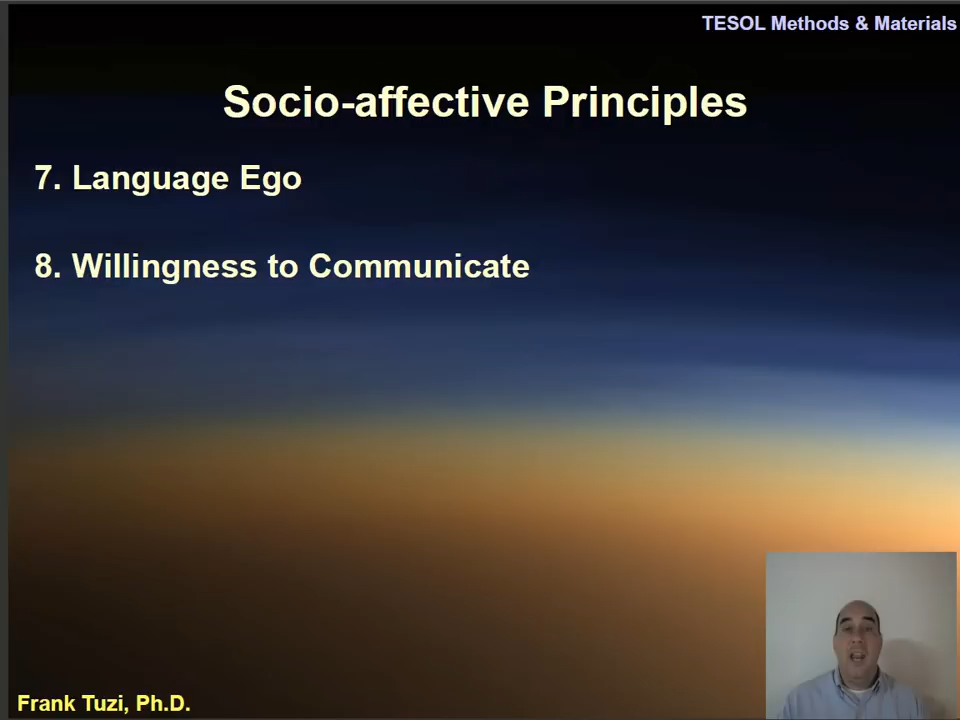 TESOL Methods & Materials
Socio-affective Principles
7. Language Ego
8. Willingness to Communicate
Frank Tuzi, Ph.D.